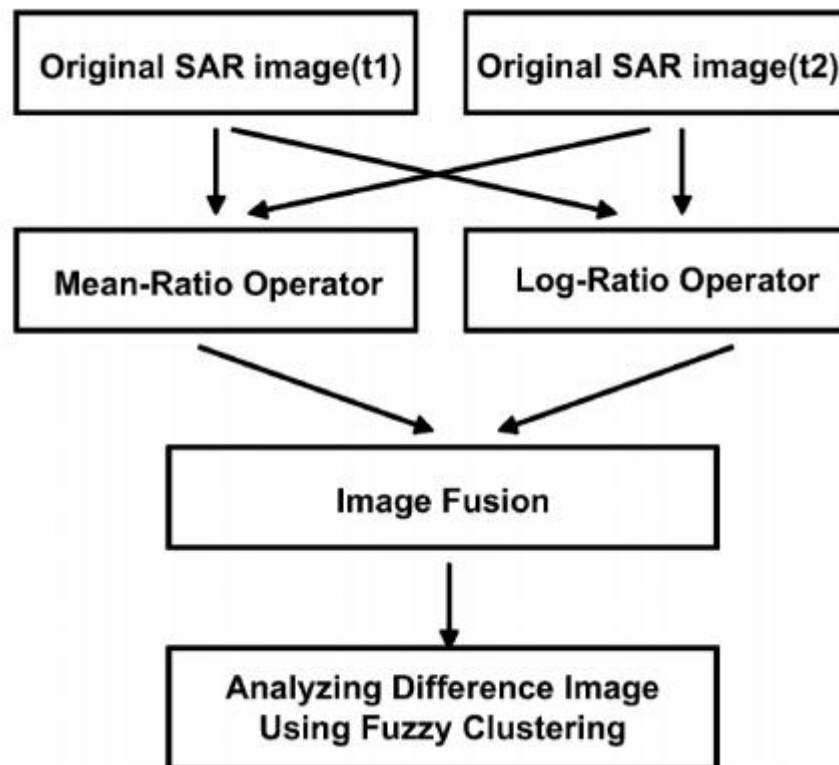 Original SAR image(t1)
Original SAR image(t2)
Mean-Ratio Operator
Log-Ratio Operator
Image Fusion
Analyzing Difference Image
Using Fuzzy Clustering